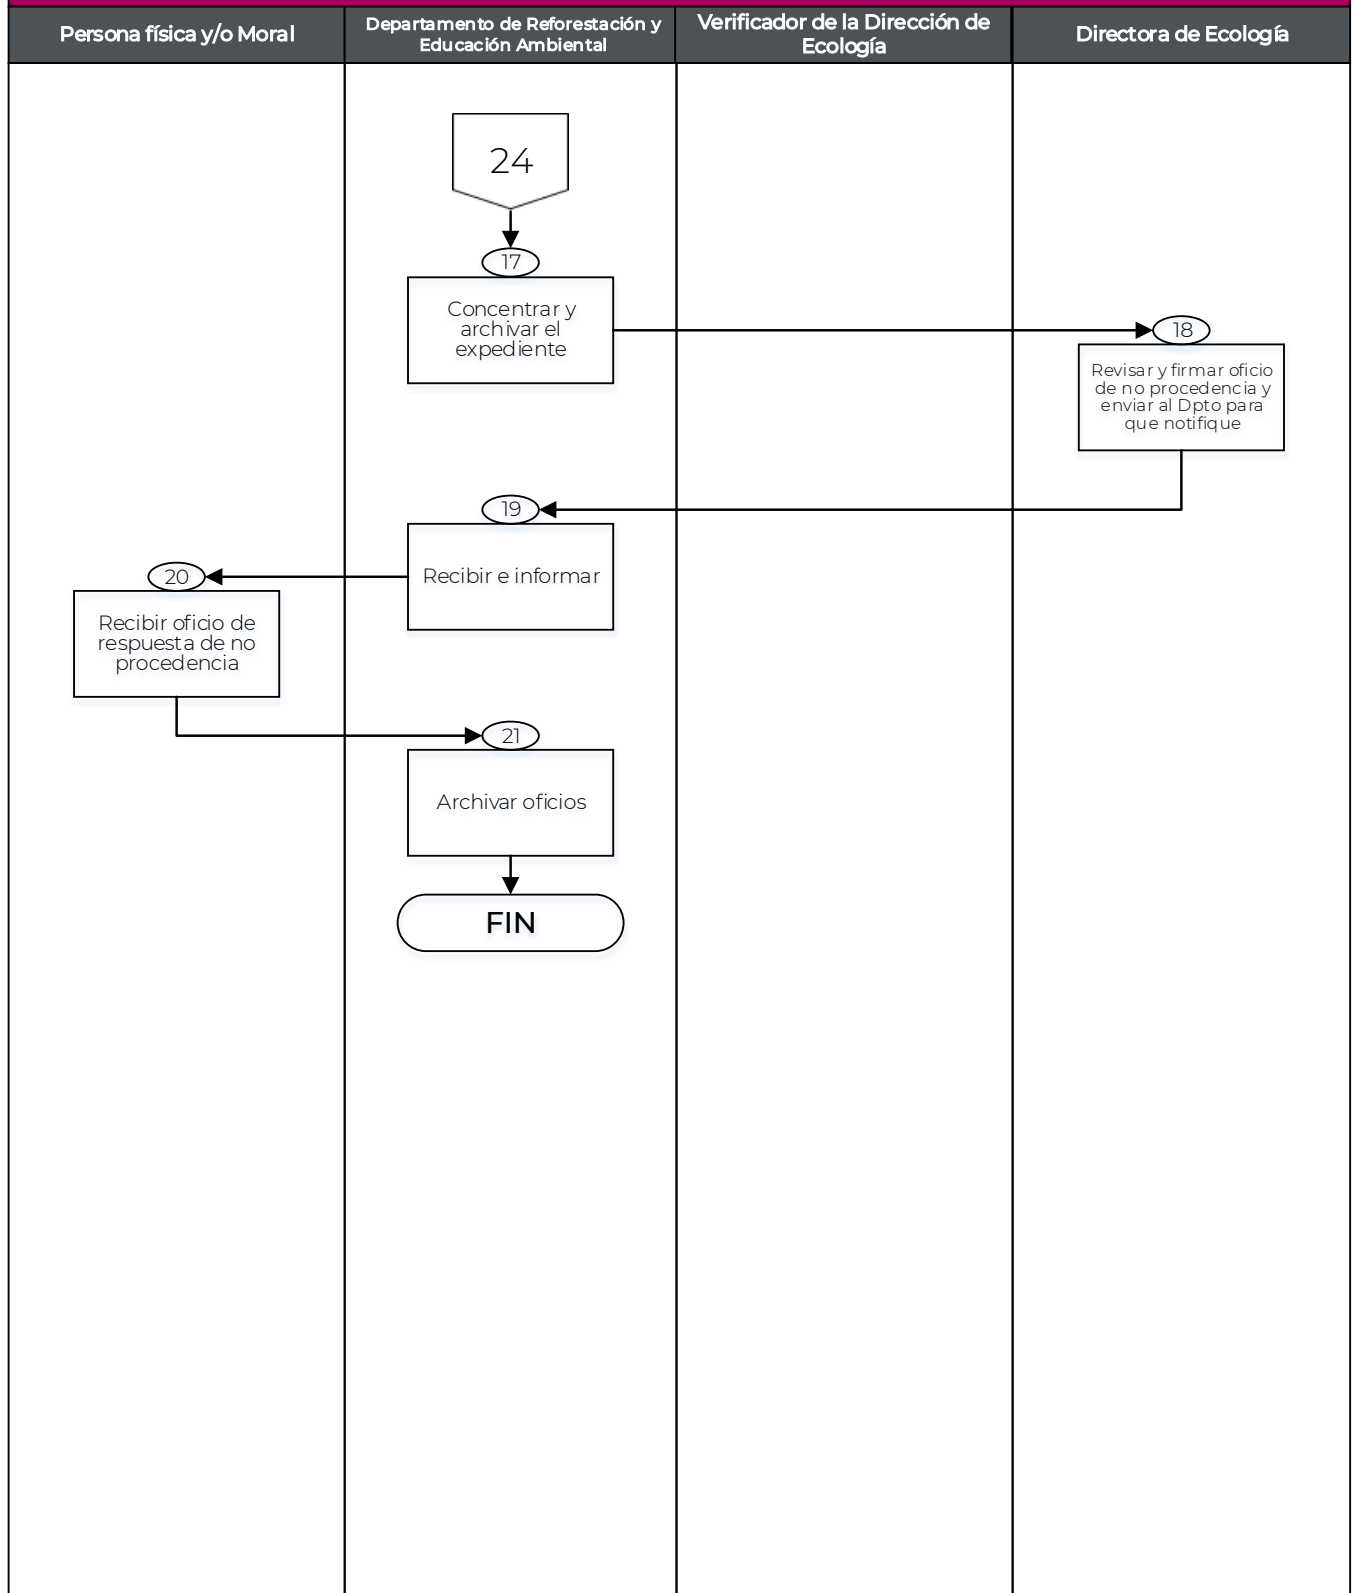 Persona física y/o Moral
Departamento de Reforestación y
Educación Ambiental
Verificador de la Dirección de
Ecología
Directora de Ecología
24
17
Concentrar y
archivar el
expediente
18
Revisar y firmar oficio
de no procedencia y
enviar al Dpto para
que notifique
19
Recibir e informar
20
Recibir oficio de
respuesta de no
procedencia
21
Archivar oficios
FIN